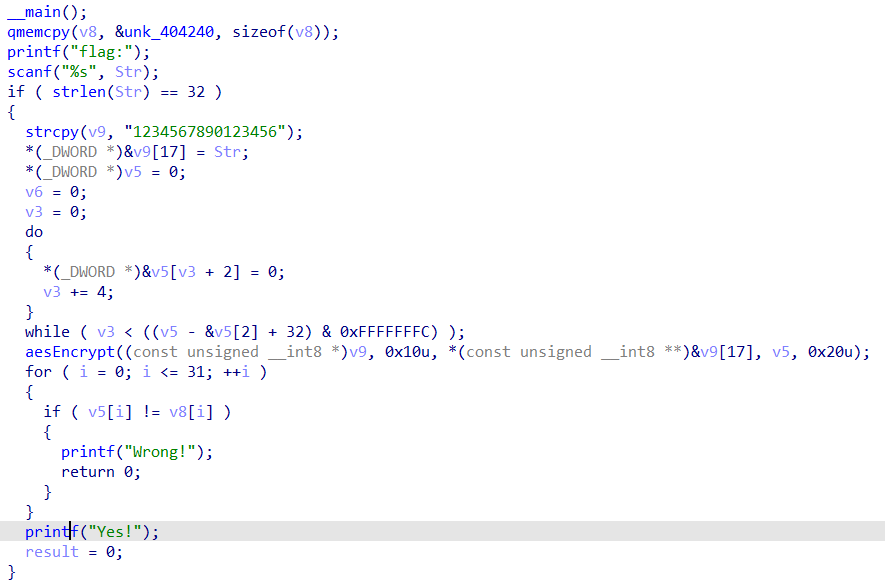 __main();
qmemcpy(v8, &unk_404240, sizeof(v8));
printf("flag:");
scanf("%s", Str);
if ( strlen(Str) == 32 )
{
  strcpy(v9, "1234567890123456");
  *(_DWORD *)&v9[17] = Str;
  *(_DWORD *)v5 = 0;
  v6 = 0;
  v3 = 0;
  do
  {
    *(_DWORD *)&v5[v3 + 2] = 0;
    v3 += 4;
  }
  while ( v3 < ((v5 - &v5[2] + 32) & 0xFFFFFFFC) );
  aesEncrypt((const unsigned __int8 *)v9, 0x10u, *(const unsigned __int8 **)&v9[17], v5, 0x20u);
  for ( i = 0; i <= 31; ++i )
  {
    if ( v5[i] != v8[i] )
    {
      printf("Wrong!");
      return 0;
    }
  }
  printf("Yes!");
  result = 0;
}